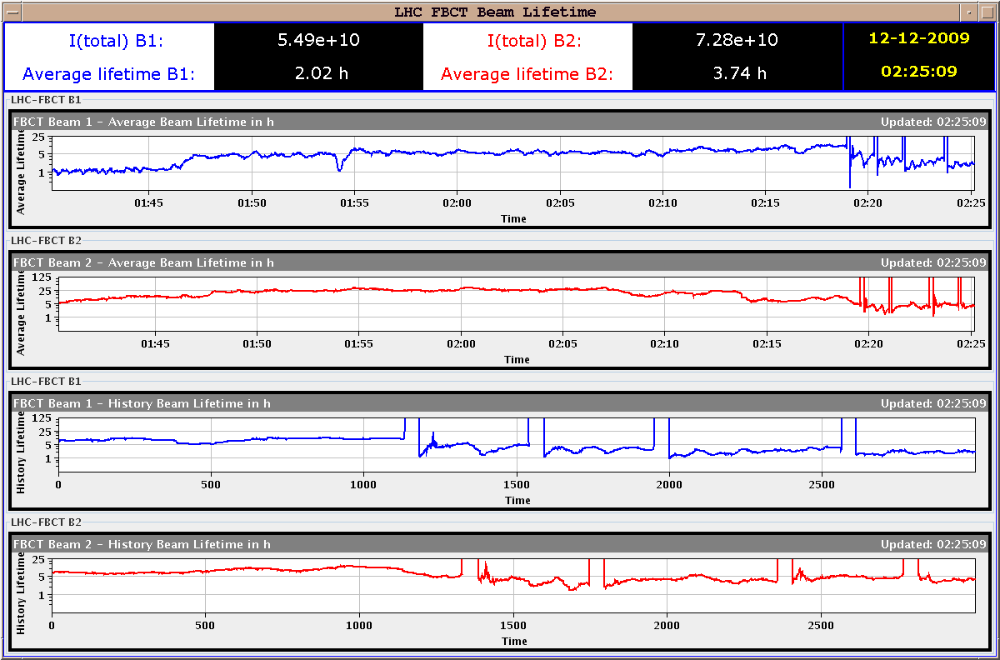 LHC FBCT Beam Lifetime
I(total) B1: 5.49e+10 I(total) B2: 7.28e+10 12-12-2009
Average lifetime B1: 2.02 h Average lifetime B2: 3.74 h 02:25:09
LHC-FBCT B1
FBCT Beam 1 - Average Beam Lifetime in h Updated: 02:25:09
Average Lifetime
25
5
1
01:45 01:50 01:55 02:00 02:05 02:10 02:15 02:20 02:25
Time
LHC-FBCT B2
FBCT Beam 2 - Average Beam Lifetime in h Updated: 02:25:09
Average Lifetime
125
25
5
1
01:45 01:50 01:55 02:00 02:05 02:10 02:15 02:20 02:25
Time
LHC-FBCT B1
FBCT Beam 1 - History Beam Lifetime in h Updated: 02:25:09
History Lifetime
125
25
5
1
0 500 1000 1500 2000 2500
Time
LHC-FBCT B2
FBCT Beam 2 - History Beam Lifetime in h Updated: 02:25:09
History Lifetime
25
5
1
0 500 1000 1500 2000 2500
Time